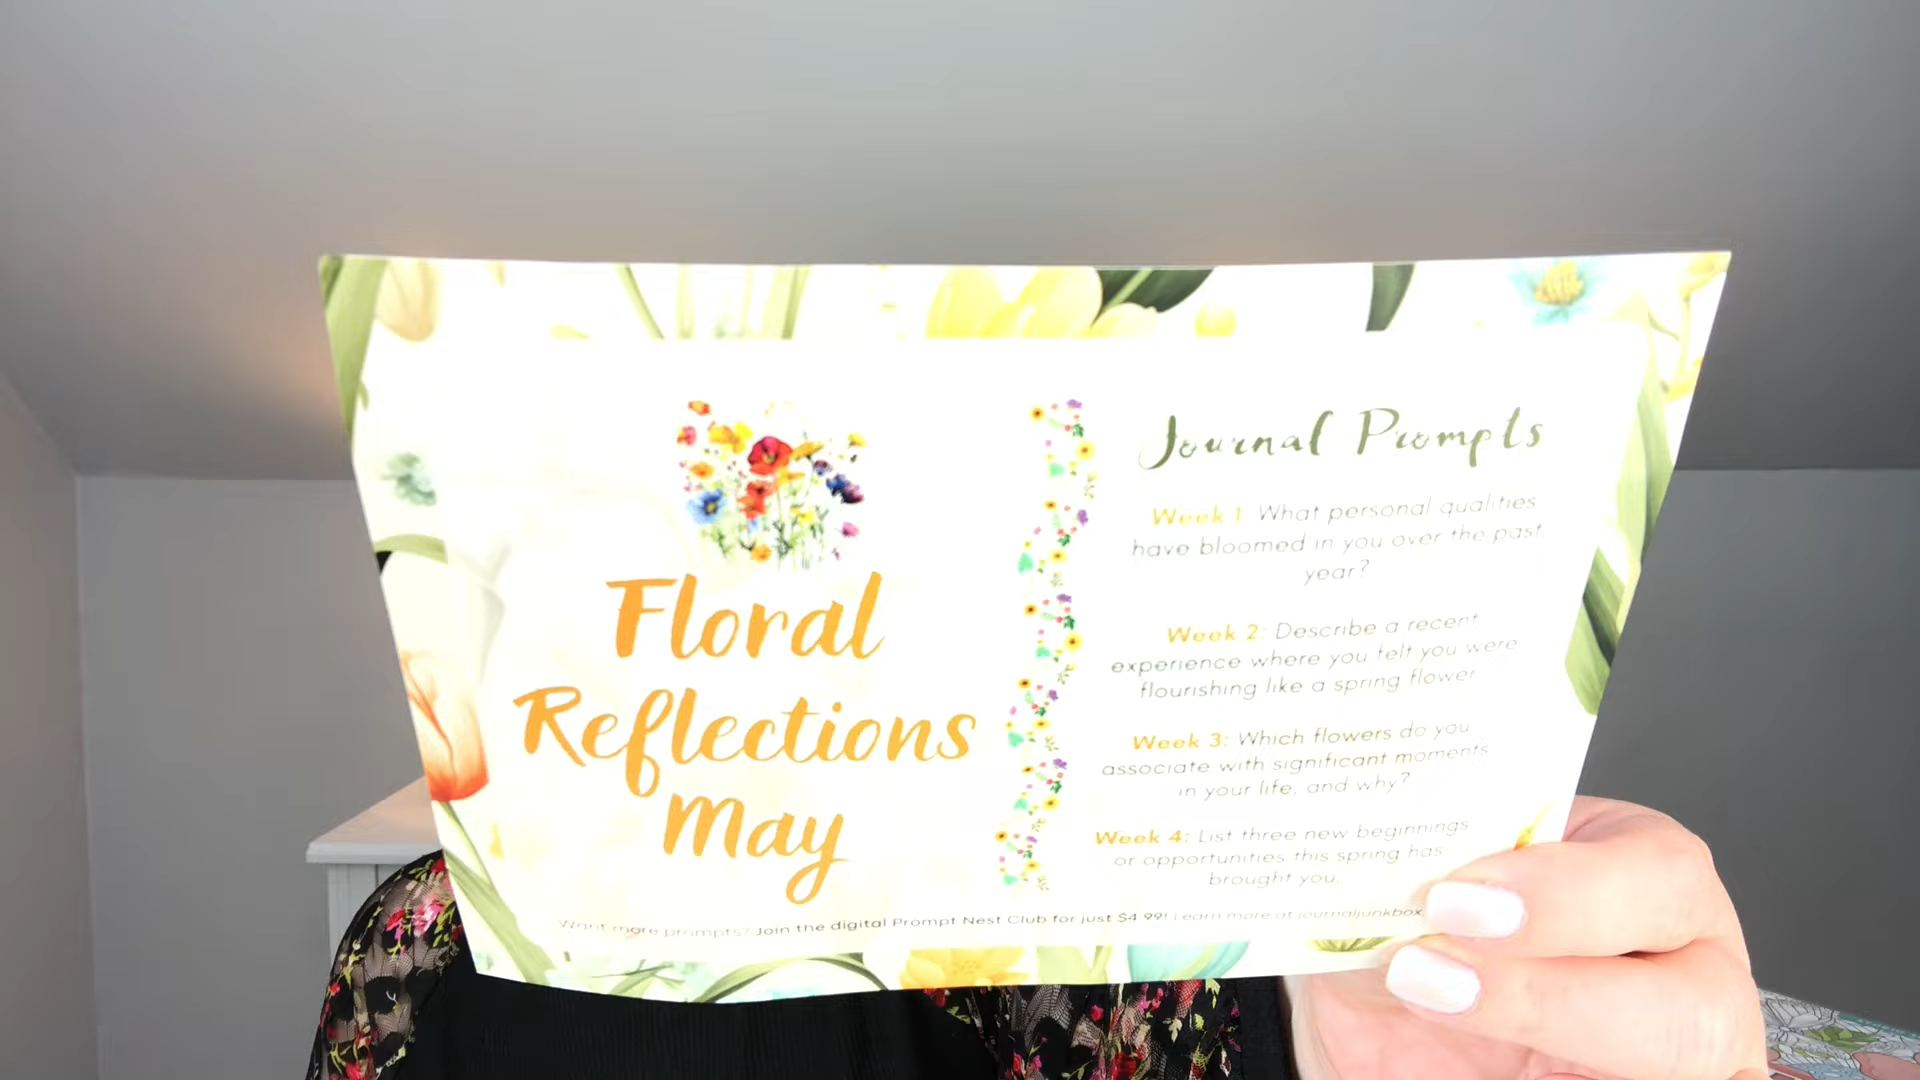 Floral
Reflections
May
Journal Prompts
Week 1 What personal qualities
have bloomed in you over the past
year?
Week 2: Describe a recent
experience where you felt you were
flourishing like a spring flower
Week 3: Which flowers do you
associate with significant moments
in your life, and why?
Week 4: List three new beginnings
or opportunities this spring has
brought you.
Want more prompts? Join the digital Prompt Nest Club for just $4.99! Learn more at journaljunkbox.